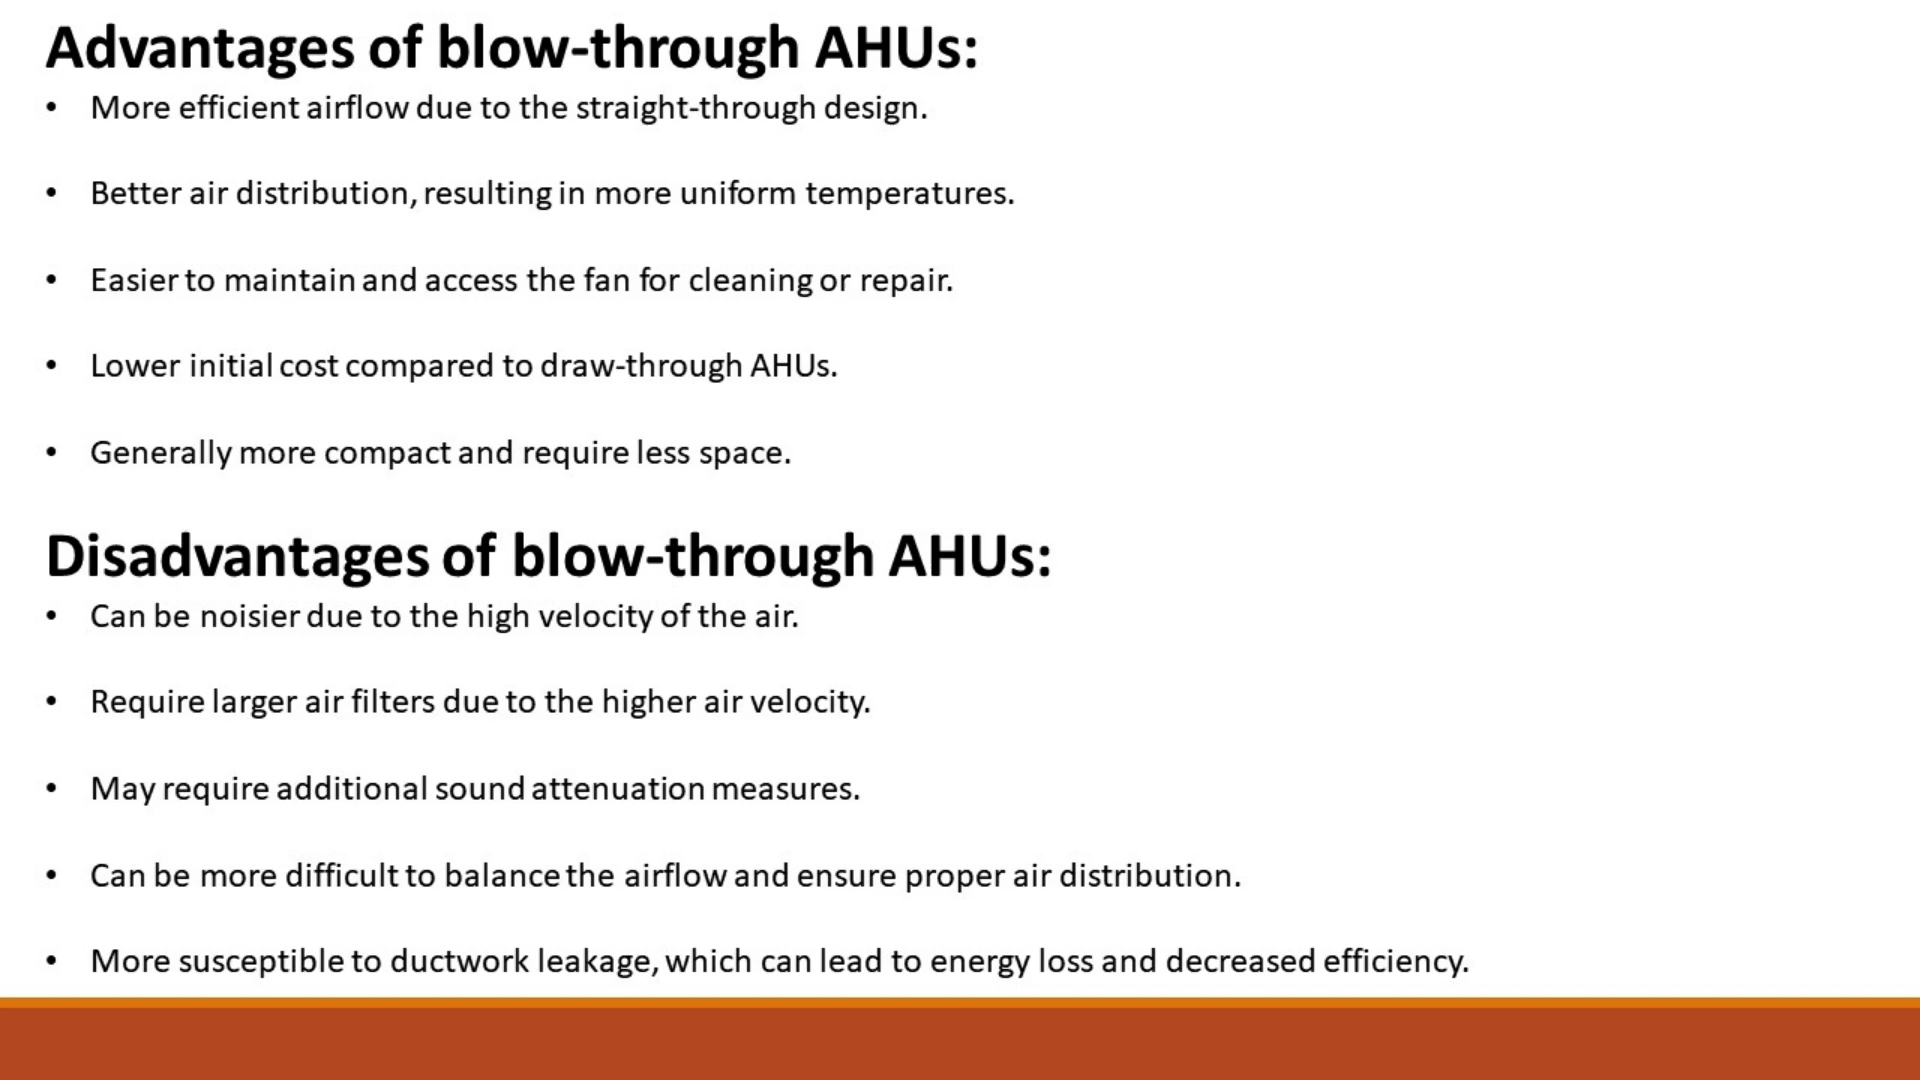 Advantages of blow-through AHUs:
• More efficient airflow due to the straight-through design.
• Better air distribution, resulting in more uniform temperatures.
• Easier to maintain and access the fan for cleaning or repair.
• Lower initial cost compared to draw-through AHUs.
• Generally more compact and require less space.
Disadvantages of blow-through AHUs:
• Can be noisier due to the high velocity of the air.
• Require larger air filters due to the higher air velocity.
• May require additional sound attenuation measures.
• Can be more difficult to balance the airflow and ensure proper air distribution.
• More susceptible to ductwork leakage, which can lead to energy loss and decreased efficiency.